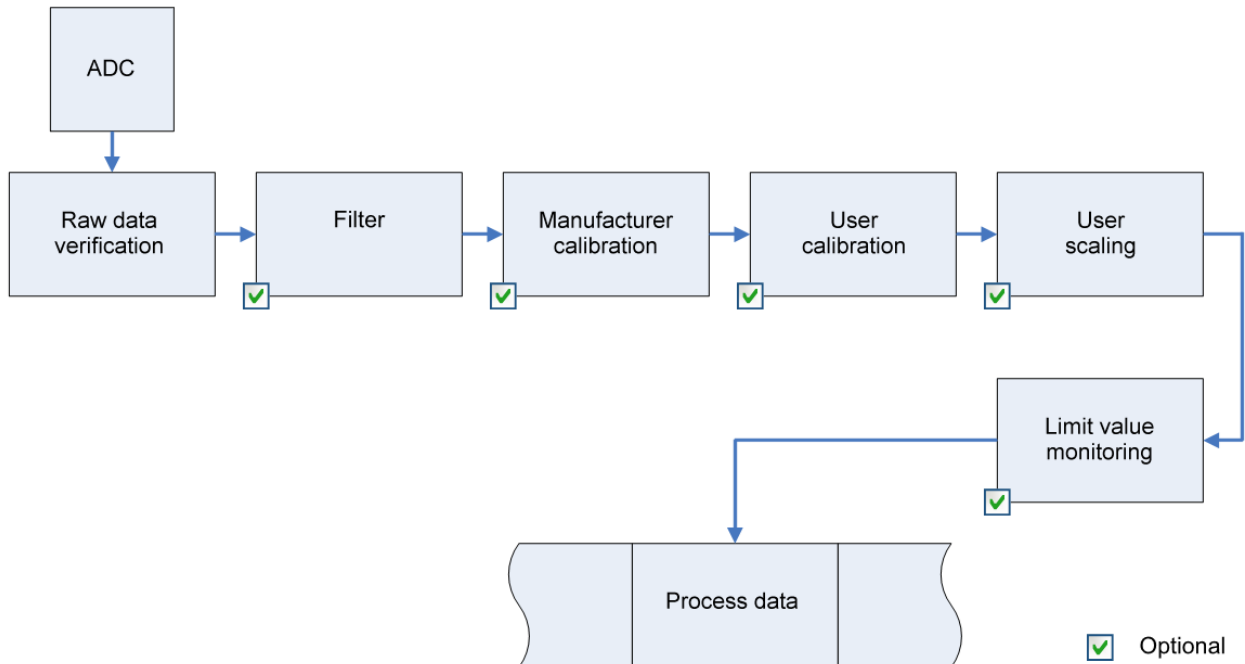 ADC
Raw data
verification
Filter
Manufacturer
calibration
User
calibration
User
scaling
Limit value
monitoring
Process data
Optional